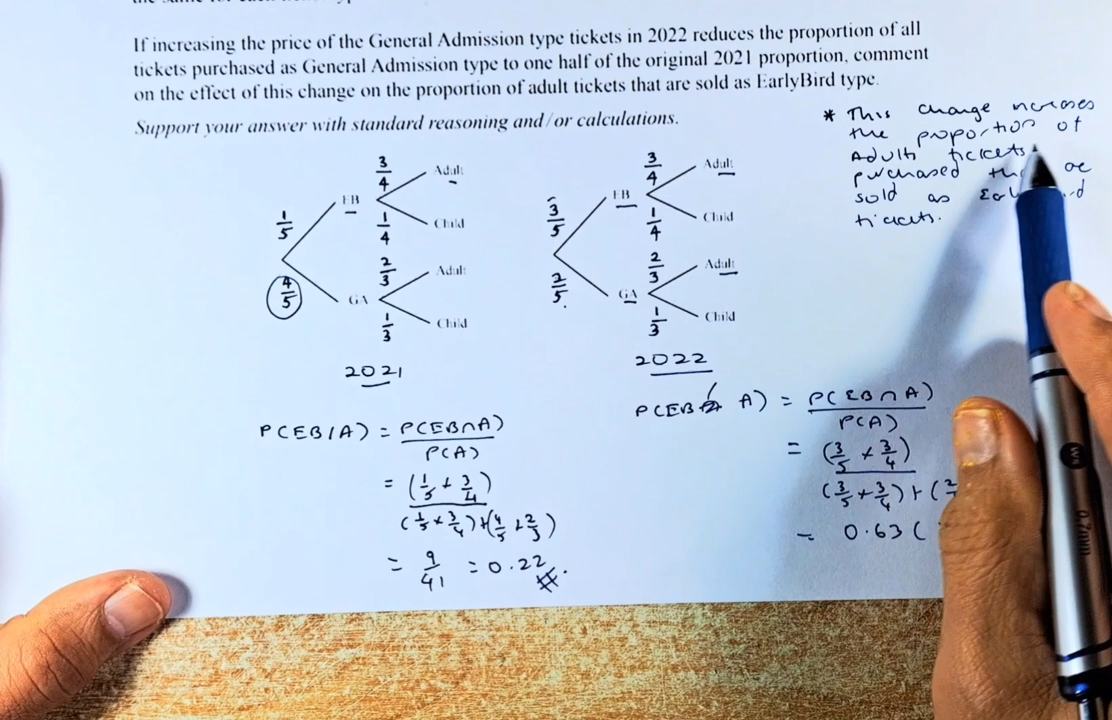 If increasing the price of the General Admission type tickets in 2022 reduces the proportion of all
tickets purchased as General Admission type to one half of the original 2021 proportion, comment
on the effect of this change on the proportion of adult tickets that are sold as EarlyBird type.
Support your answer with standard reasoning and/or calculations.
* This change increases
the proportion of
Adult tickets
purchased
sold as
tickets.
1/5
EB
3/4
Adult
1/4
Child
4/5
GA
2/3
Adult
1/3
Child
2021
3/5
EB
3/4
Adult
1/4
Child
2/5.
GA
2/3
Adult
1/3
Child
2022
P(EB/A) = P(EB∩A)
P(A)
= (1/5 × 3/4)
(1/5 × 3/4) + (4/5 × 2/3)
= 9/41 = 0.22
P(EB/ A) = P(EB∩A)
P(A)
= (3/5 × 3/4)
(3/5 × 3/4) + (
= 0.63 (
WK
0.7mm